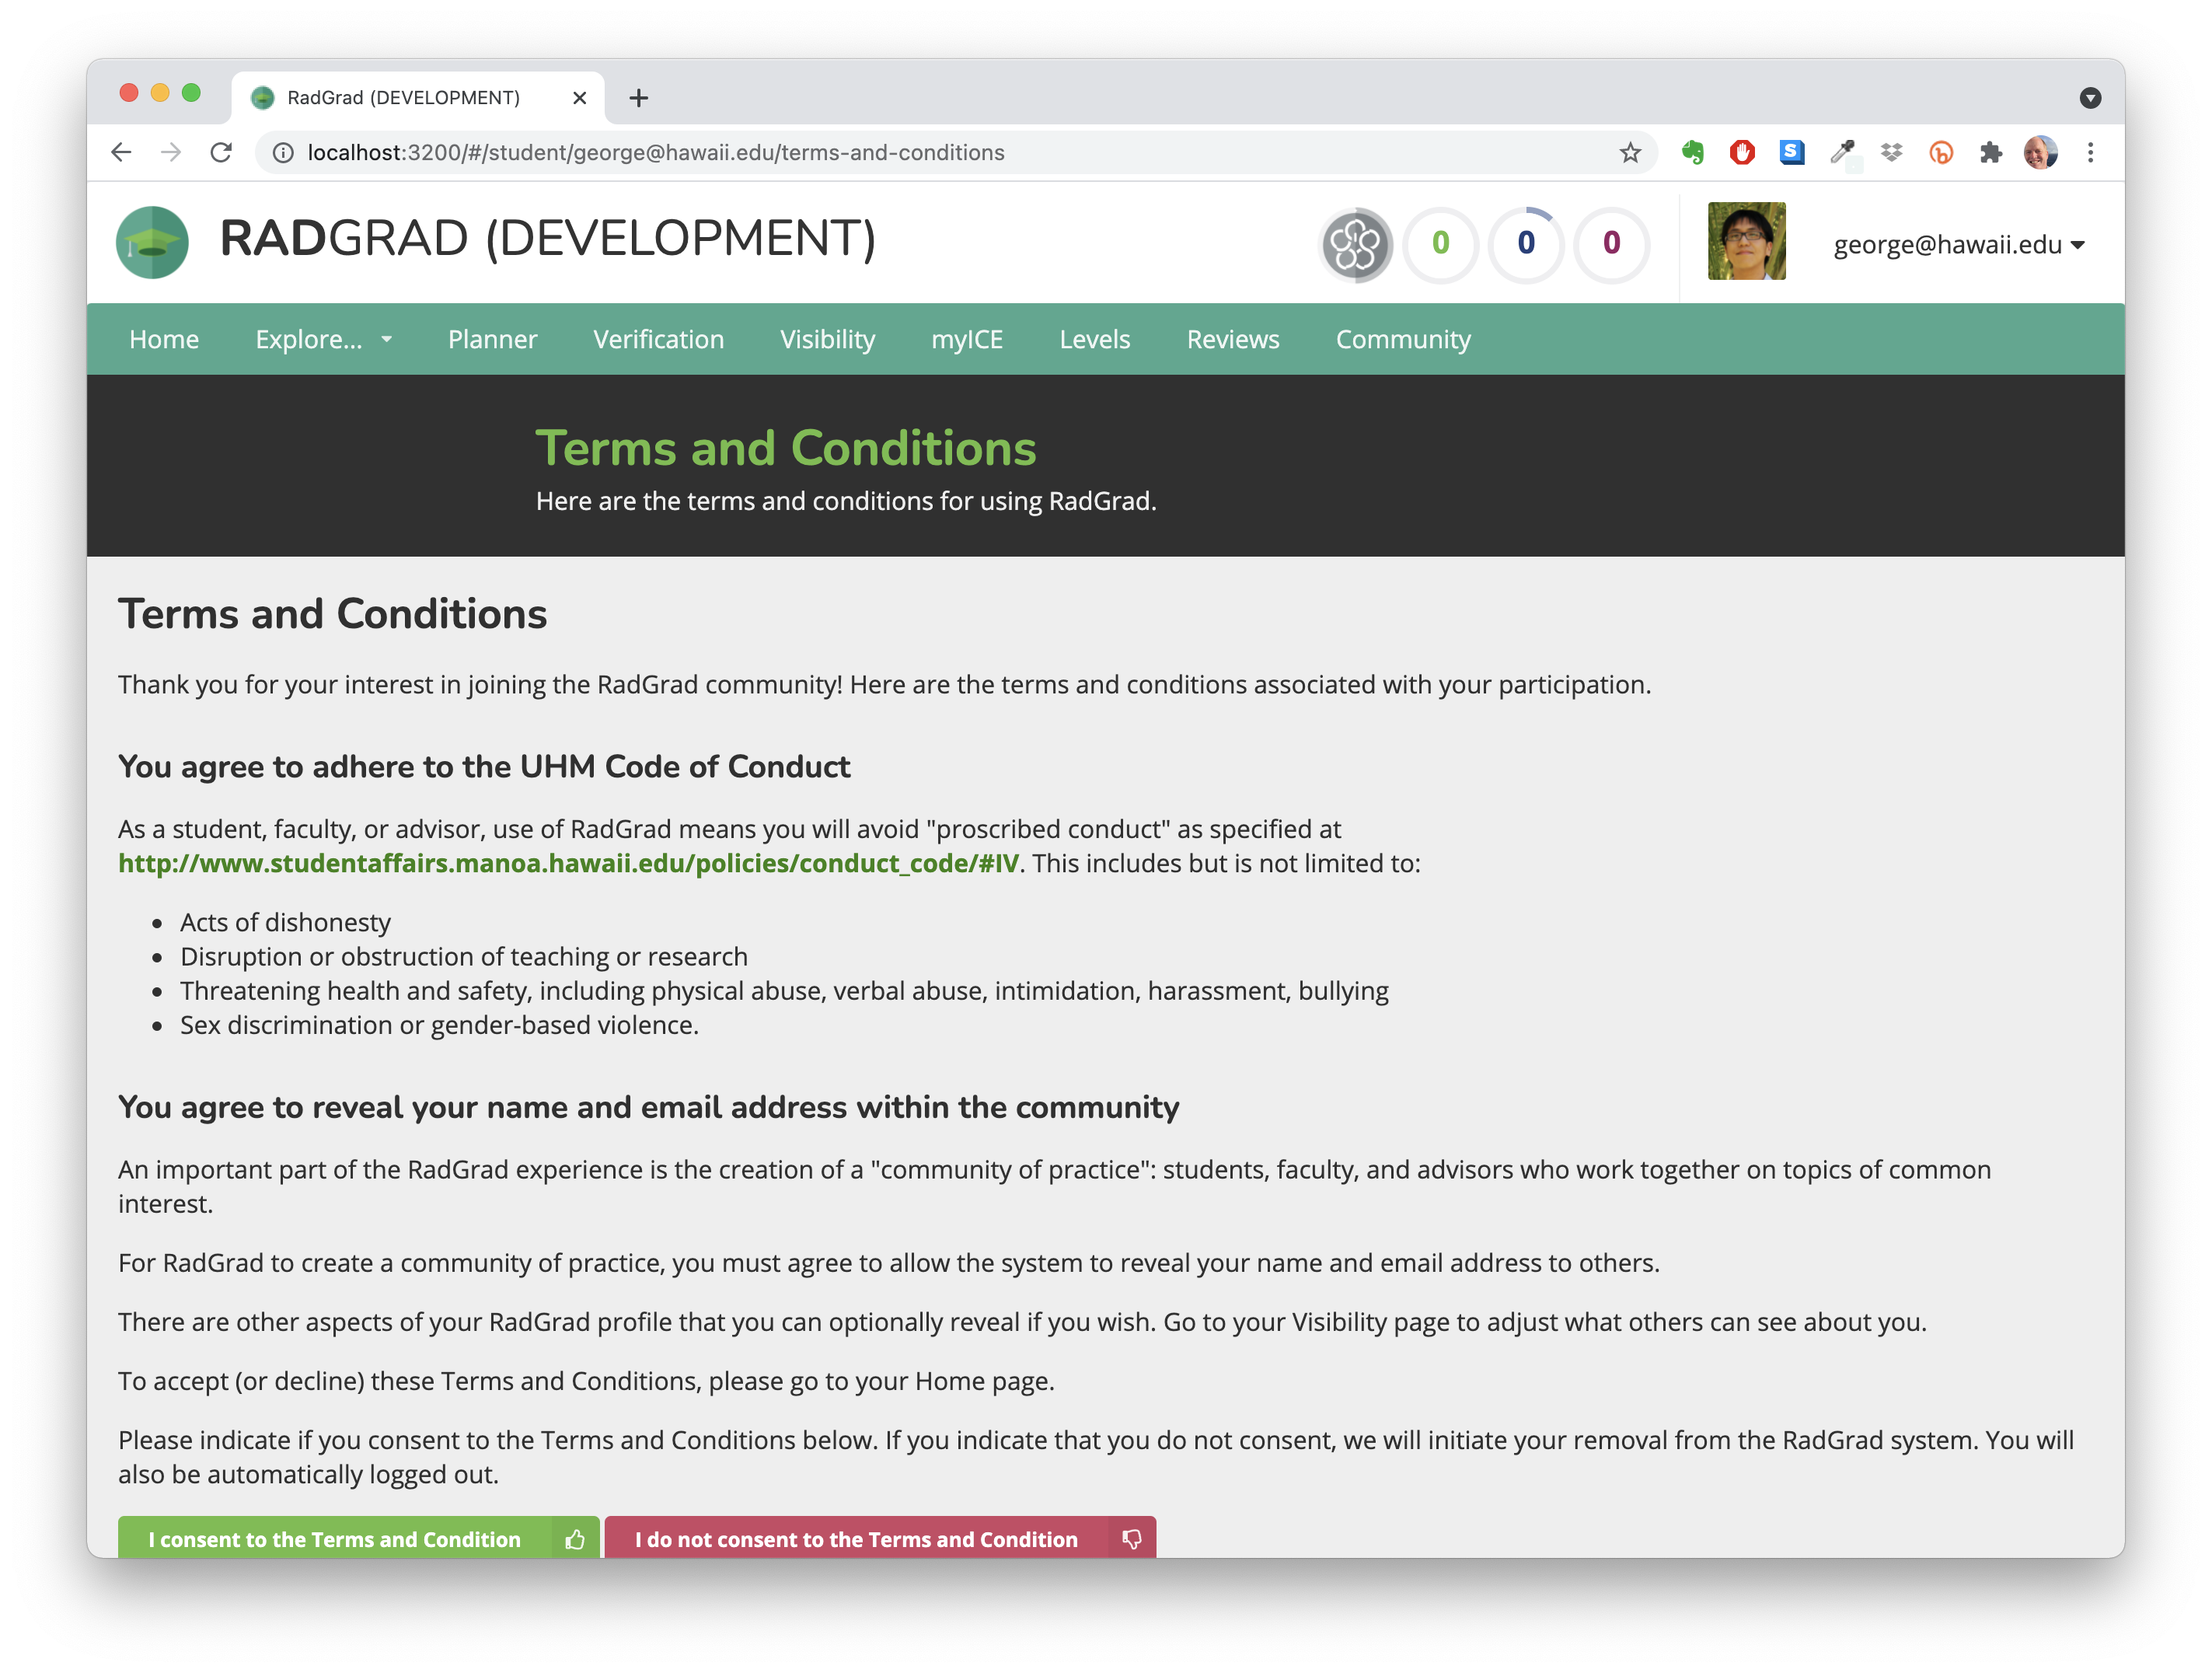 RadGrad (DEVELOPMENT)
localhost:3200/#/student/george@hawaii.edu/terms-and-conditions
RADGRAD (DEVELOPMENT)
0
0
0
george@hawaii.edu
Home
Explore...
Planner
Verification
Visibility
myICE
Levels
Reviews
Community
Terms and Conditions
Here are the terms and conditions for using RadGrad.
Terms and Conditions
Thank you for your interest in joining the RadGrad community! Here are the terms and conditions associated with your participation.
You agree to adhere to the UHM Code of Conduct
As a student, faculty, or advisor, use of RadGrad means you will avoid "proscribed conduct" as specified at
http://www.studentaffairs.manoa.hawaii.edu/policies/conduct_code/#IV. This includes but is not limited to:
• Acts of dishonesty
• Disruption or obstruction of teaching or research
• Threatening health and safety, including physical abuse, verbal abuse, intimidation, harassment, bullying
• Sex discrimination or gender-based violence.
You agree to reveal your name and email address within the community
An important part of the RadGrad experience is the creation of a "community of practice": students, faculty, and advisors who work together on topics of common
interest.
For RadGrad to create a community of practice, you must agree to allow the system to reveal your name and email address to others.
There are other aspects of your RadGrad profile that you can optionally reveal if you wish. Go to your Visibility page to adjust what others can see about you.
To accept (or decline) these Terms and Conditions, please go to your Home page.
Please indicate if you consent to the Terms and Conditions below. If you indicate that you do not consent, we will initiate your removal from the RadGrad system. You will
also be automatically logged out.
I consent to the Terms and Condition
I do not consent to the Terms and Condition